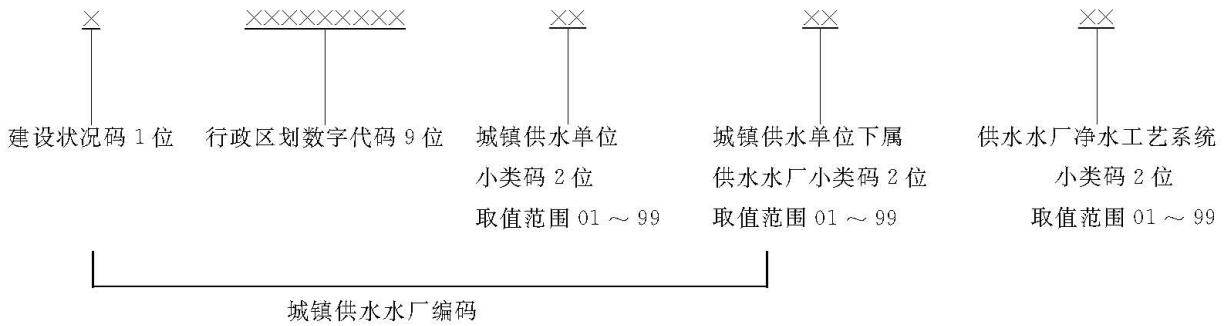 × ××××××××× ×× ×× ××
建设状况码 1 位 行政区划数字代码 9 位 城镇供水单位 城镇供水单位下属 供水水厂净水工艺系统
小类码 2 位 供水水厂小类码 2 位 小类码 2 位
取值范围 01 ～ 99 取值范围 01 ～ 99 取值范围 01 ～ 99
城镇供水水厂编码